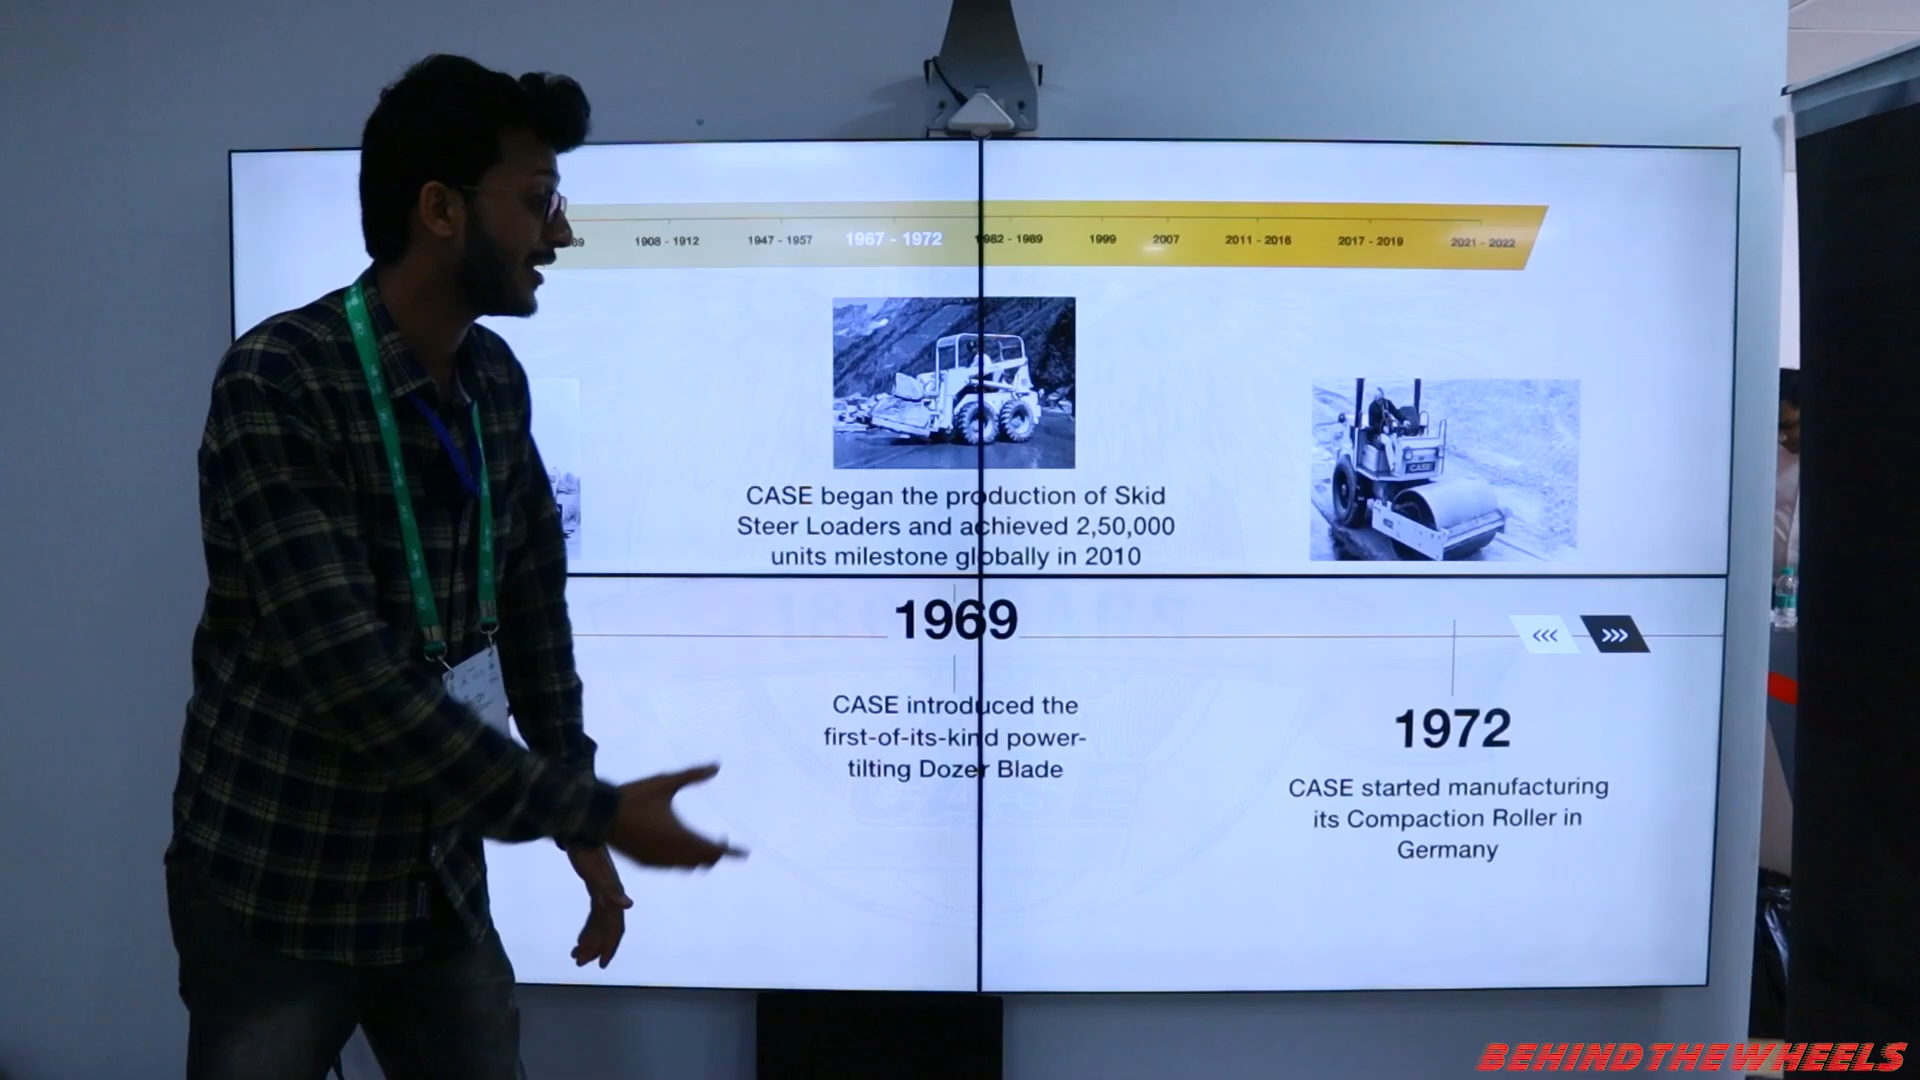 1908 - 1912
1947 - 1957
1967 - 1972
1982 - 1989
1999
2007
2011 - 2016
2017 - 2019
2021 - 2022
CASE
CASE began the production of Skid
Steer Loaders and achieved 2,50,000
units milestone globally in 2010
1969
CASE introduced the
first-of-its-kind power-
tilting Dozer Blade
1972
CASE started manufacturing
its Compaction Roller in
Germany
BEHINDTHEWHEELS